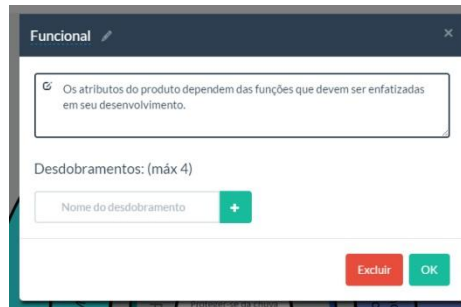 Funcional
Os atributos do produto dependem das funções que devem ser enfatizadas
em seu desenvolvimento.
Desdobramentos: (máx 4)
Nome do desdobramento
Excluir
OK